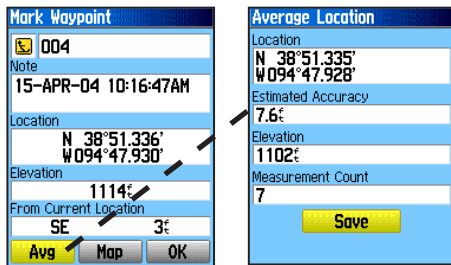 Mark Waypoint
004
Note
15-APR-04 10:16:47AM
Location
N 38°51.336'
W094°47.930'
Elevation
1114ft
From Current Location
SE 3ft
Avg Map OK
Average Location
Location
N 38°51.335'
W094°47.928'
Estimated Accuracy
7.6ft
Elevation
1102ft
Measurement Count
7
Save